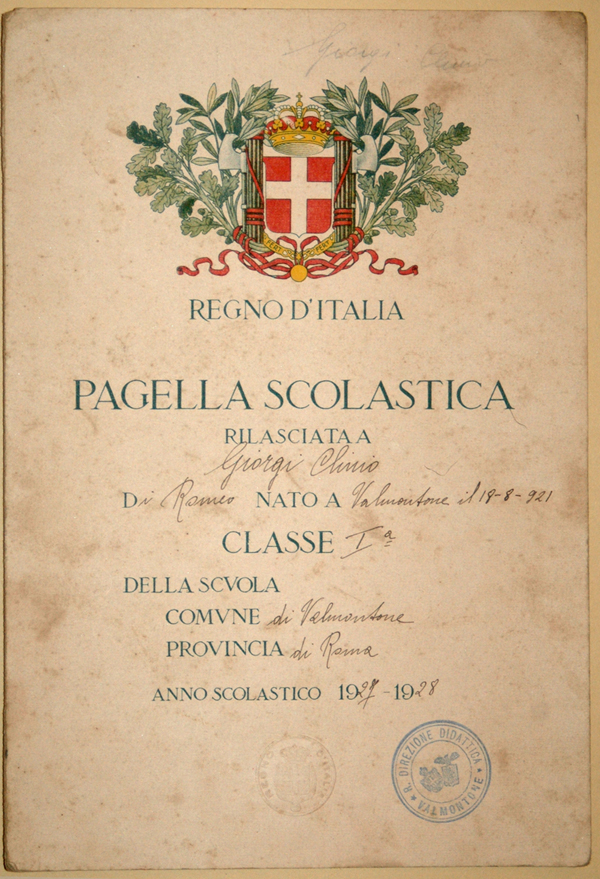 Giorgi
REGNO D'ITALIA
PAGELLA SCOLASTICA
RILASCIATA A
Giorgi Clinio
Di Romeo NATO A Valmontone il 18-8-921
CLASSE Iª
DELLA SCVOLA
COMVNE di Valmontone
PROVINCIA di Roma
ANNO SCOLASTICO 1927-1928
R. DIREZIONE DIDATTICA
VALMONTONE